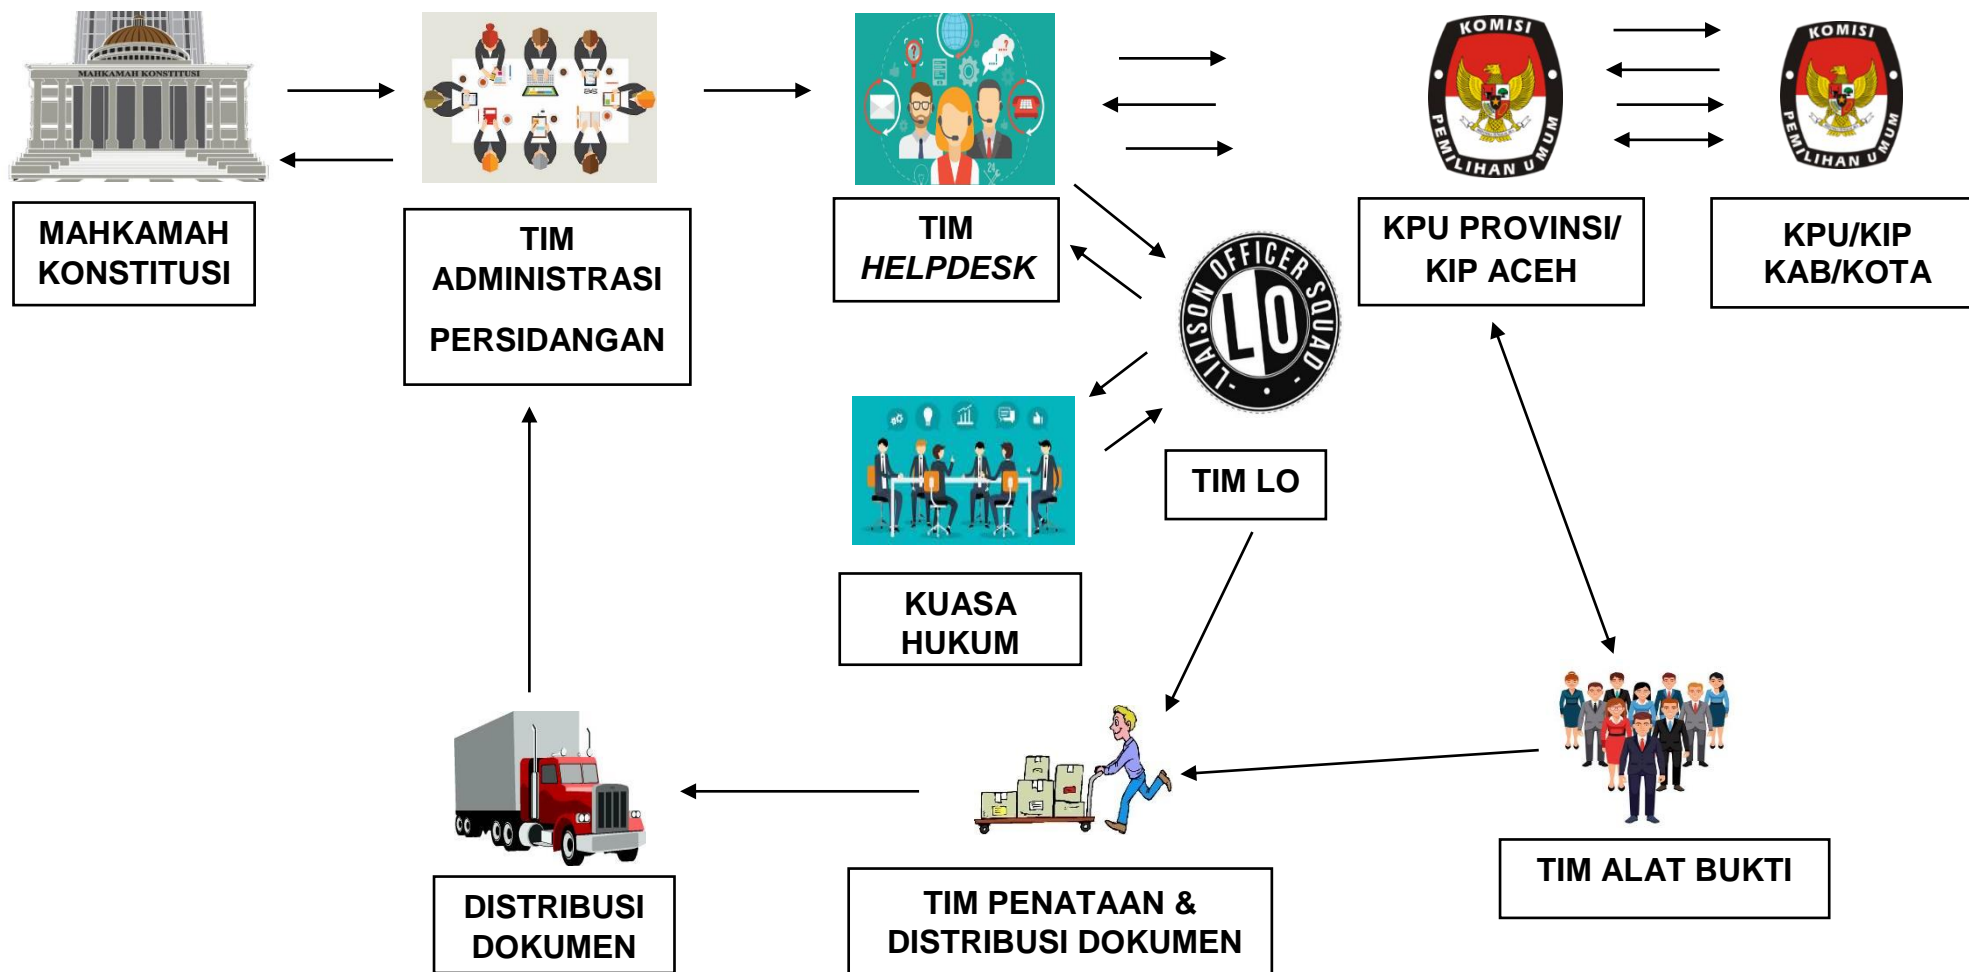 MAHKAMAH KONSTITUSI
MAHKAMAH
KONSTITUSI
TIM
ADMINISTRASI
PERSIDANGAN
TIM
HELPDESK
LIAISON OFFICER SQUAD
LO
TIM LO
KOMISI
PEMILIHAN UMUM
KPU PROVINSI/
KIP ACEH
KOMISI
PEMILIHAN UMUM
KPU/KIP
KAB/KOTA
KUASA
HUKUM
DISTRIBUSI
DOKUMEN
TIM PENATAAN &
DISTRIBUSI DOKUMEN
TIM ALAT BUKTI